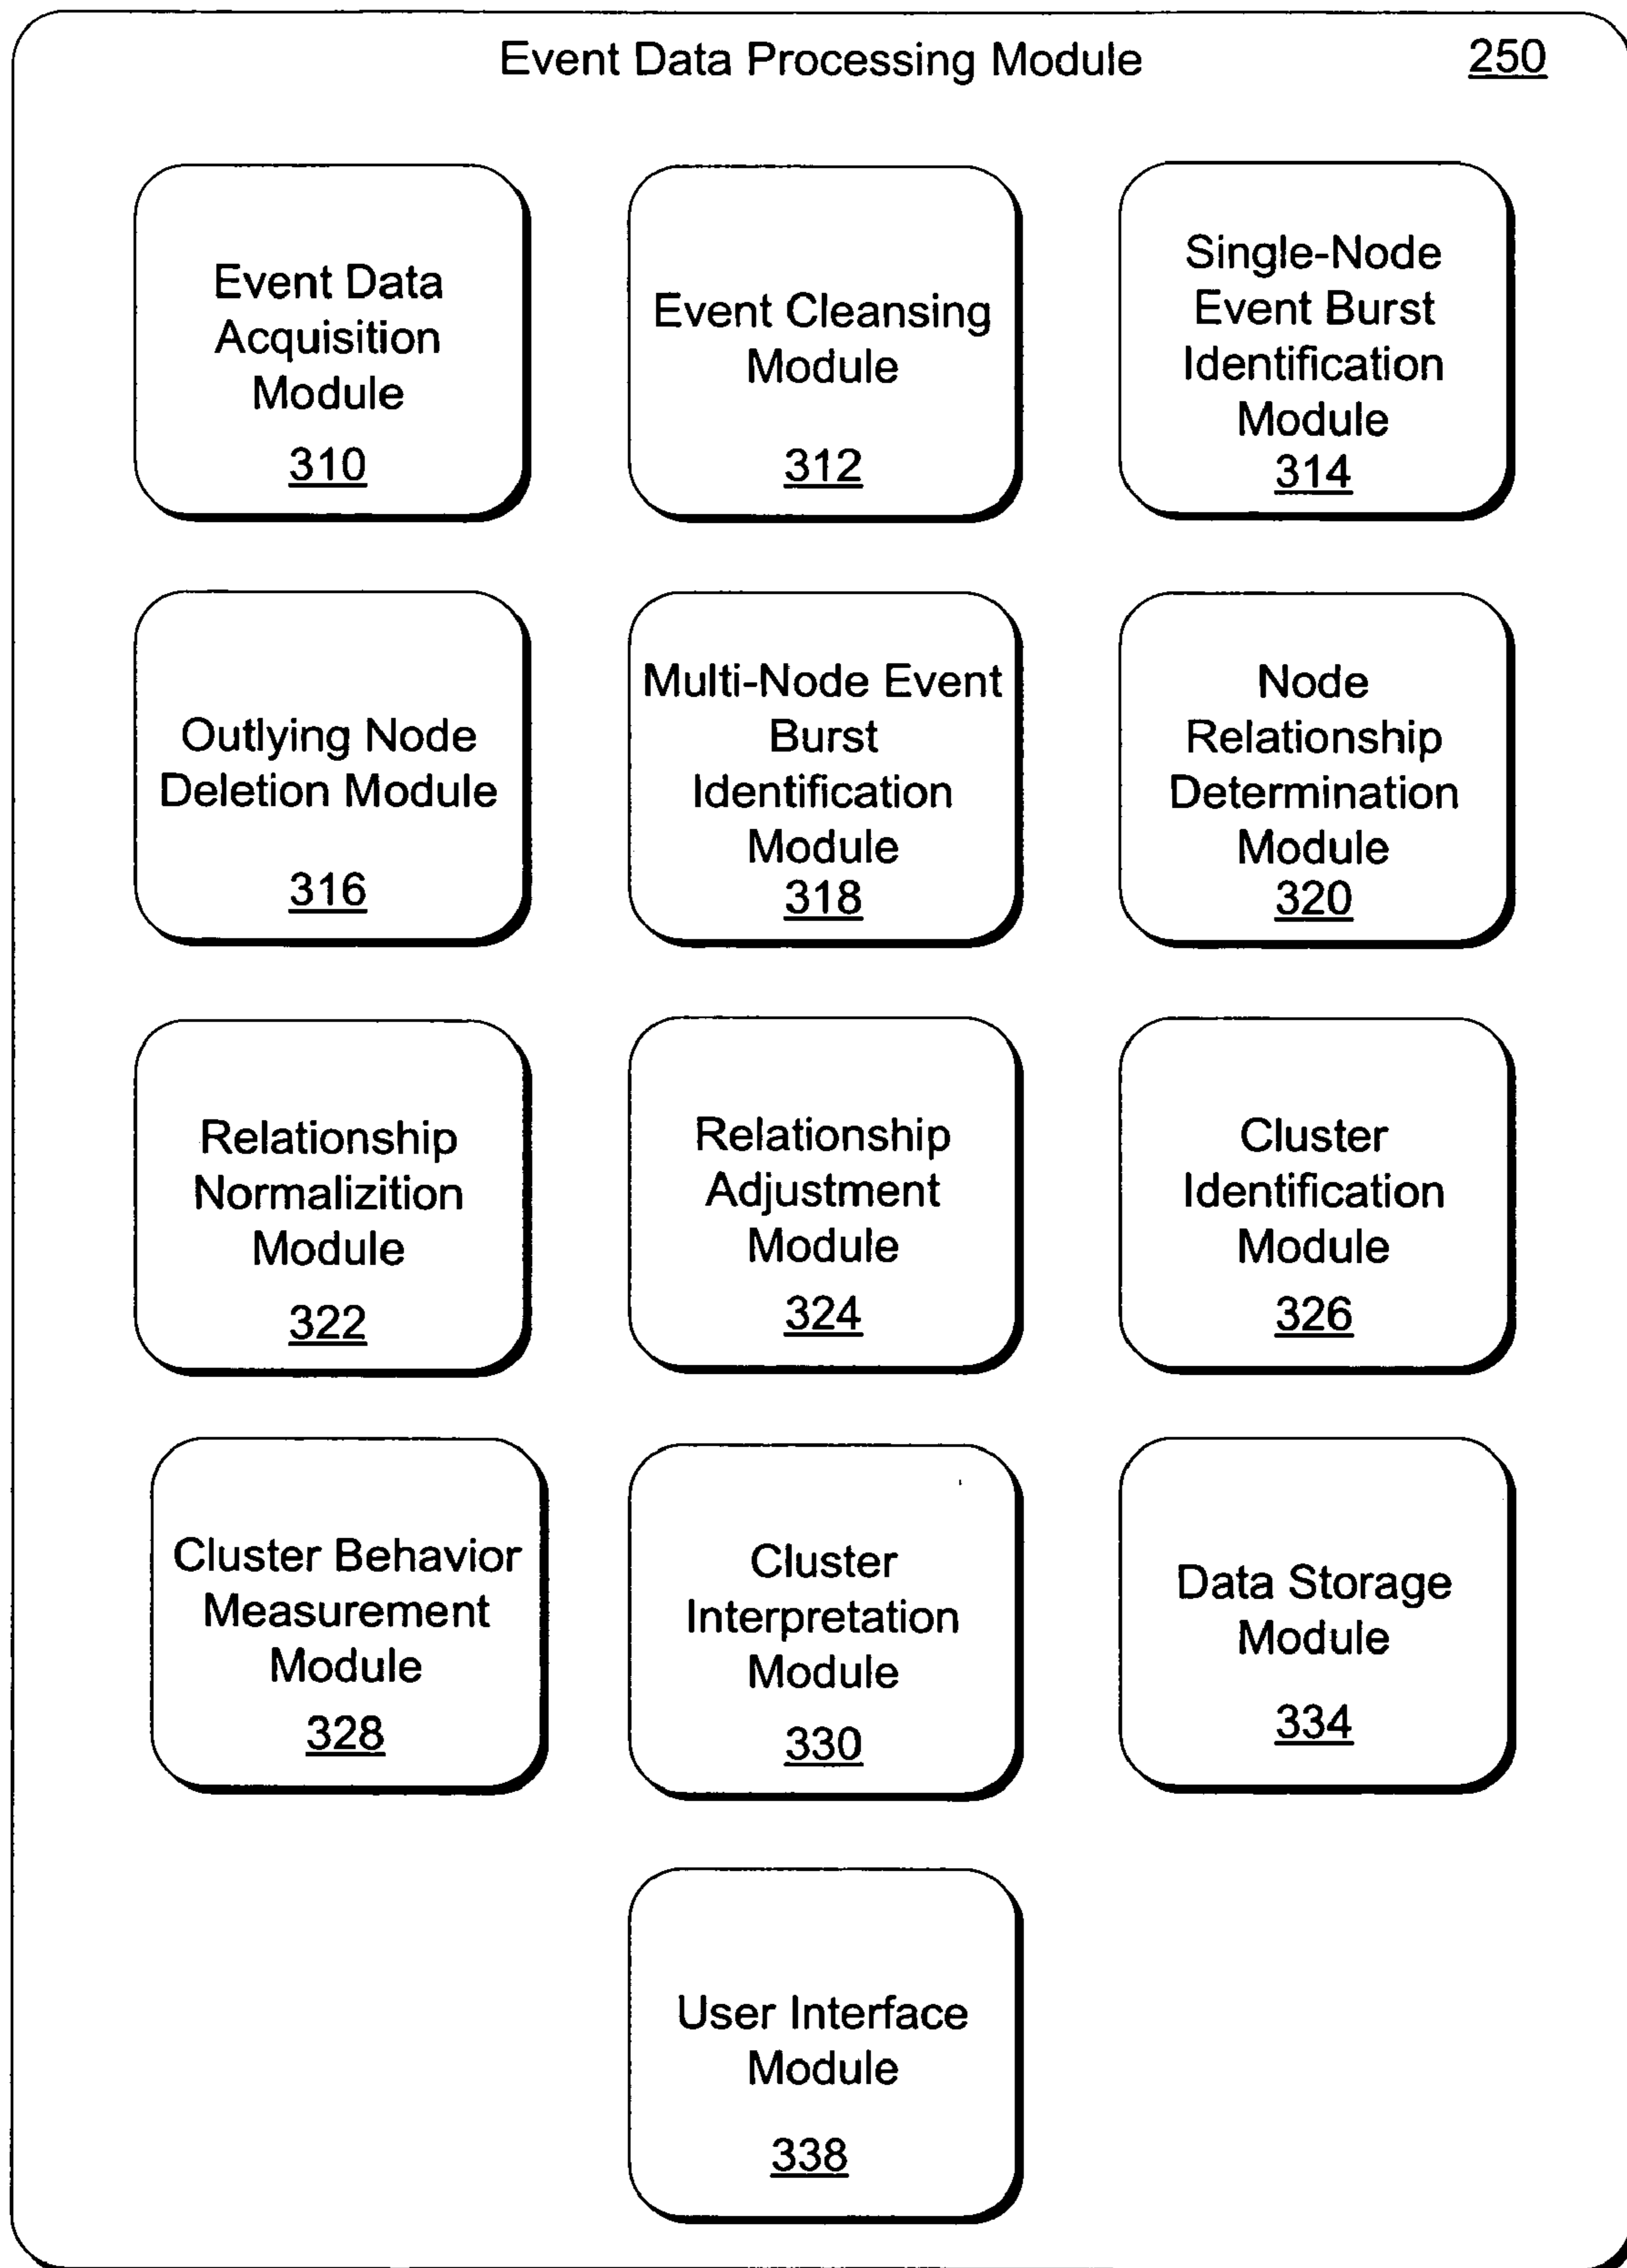 Event Data Processing Module 250
Event Data
Acquisition
Module
310
Event Cleansing
Module
312
Single-Node
Event Burst
Identification
Module
314
Outlying Node
Deletion Module
316
Multi-Node Event
Burst
Identification
Module
318
Node
Relationship
Determination
Module
320
Relationship
Normalizition
Module
322
Relationship
Adjustment
Module
324
Cluster
Identification
Module
326
Cluster Behavior
Measurement
Module
328
Cluster
Interpretation
Module
330
Data Storage
Module
334
User Interface
Module
338